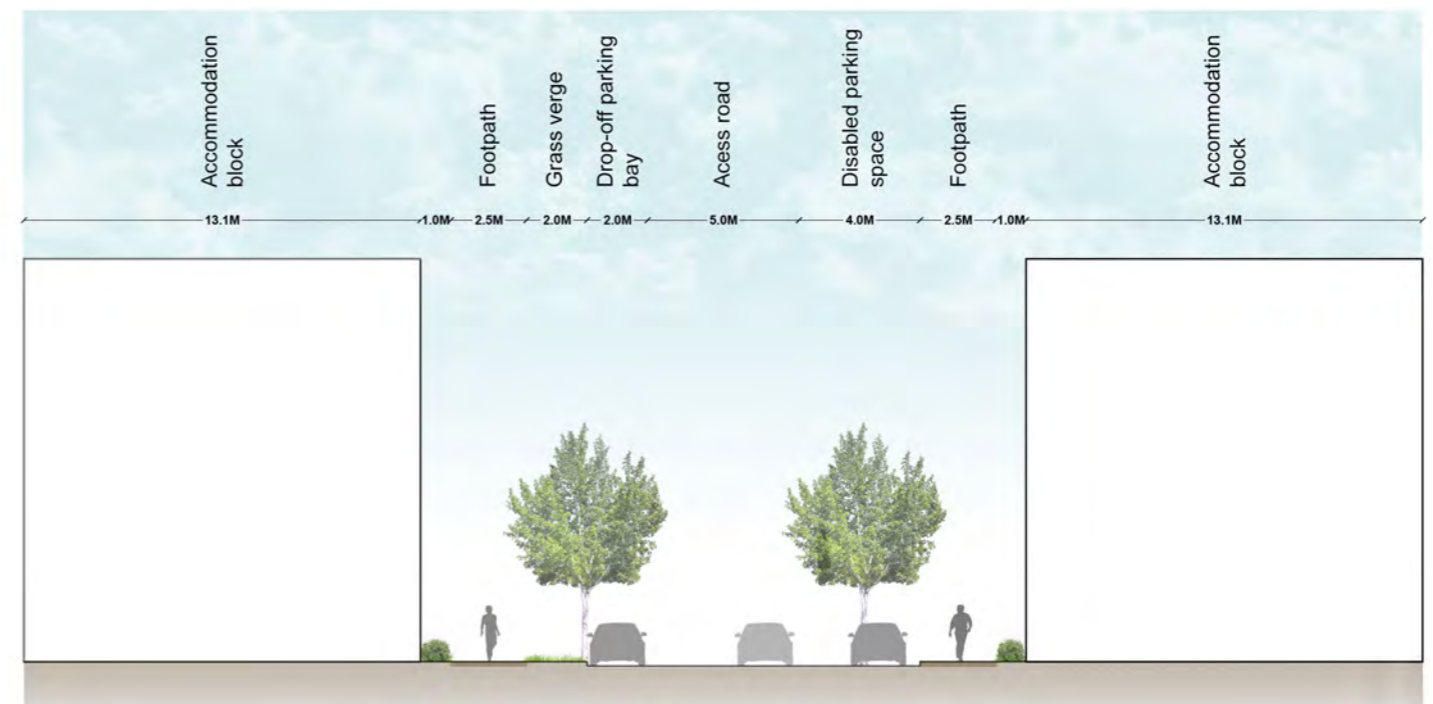 Accommodation
block
Footpath
Grass verge
Drop-off parking
bay
Acess road
Disabled parking
space
Footpath
Accommodation
block
13.1M
1.0M
2.5M
2.0M
2.0M
5.0M
4.0M
2.5M
1.0M
13.1M